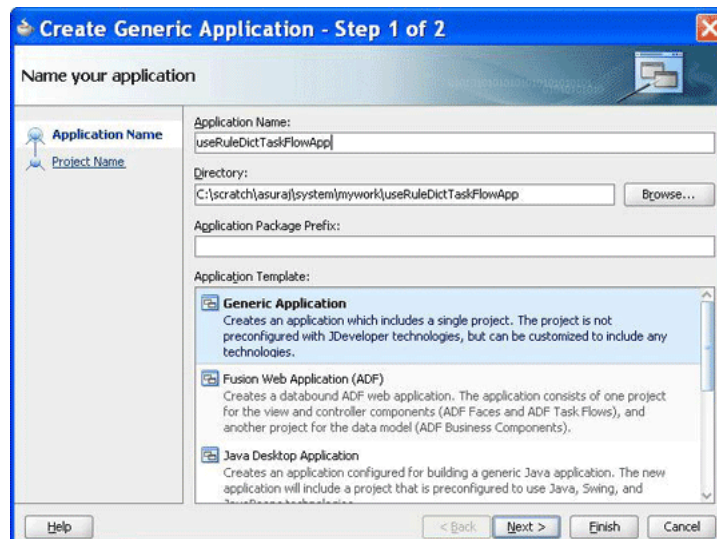 Create Generic Application - Step 1 of 2
Name your application
Application Name
Project Name
Application Name:
useRuleDictTaskFlowApp
Directory:
C:\scratch\asuraj\system\mywork\useRuleDictTaskFlowApp
Browse...
Application Package Prefix:
Application Template:
Generic Application
Creates an application which includes a single project. The project is not
preconfigured with JDeveloper technologies, but can be customized to include any
technologies.
Fusion Web Application (ADF)
Creates a databound ADF web application. The application consists of one project
for the view and controller components (ADF Faces and ADF Task Flows), and
another project for the data model (ADF Business Components).
Java Desktop Application
Creates an application configured for building a generic Java application. The new
application will include a project that is preconfigured to use Java, Swing, and
Help
< Back
Next >
Finish
Cancel